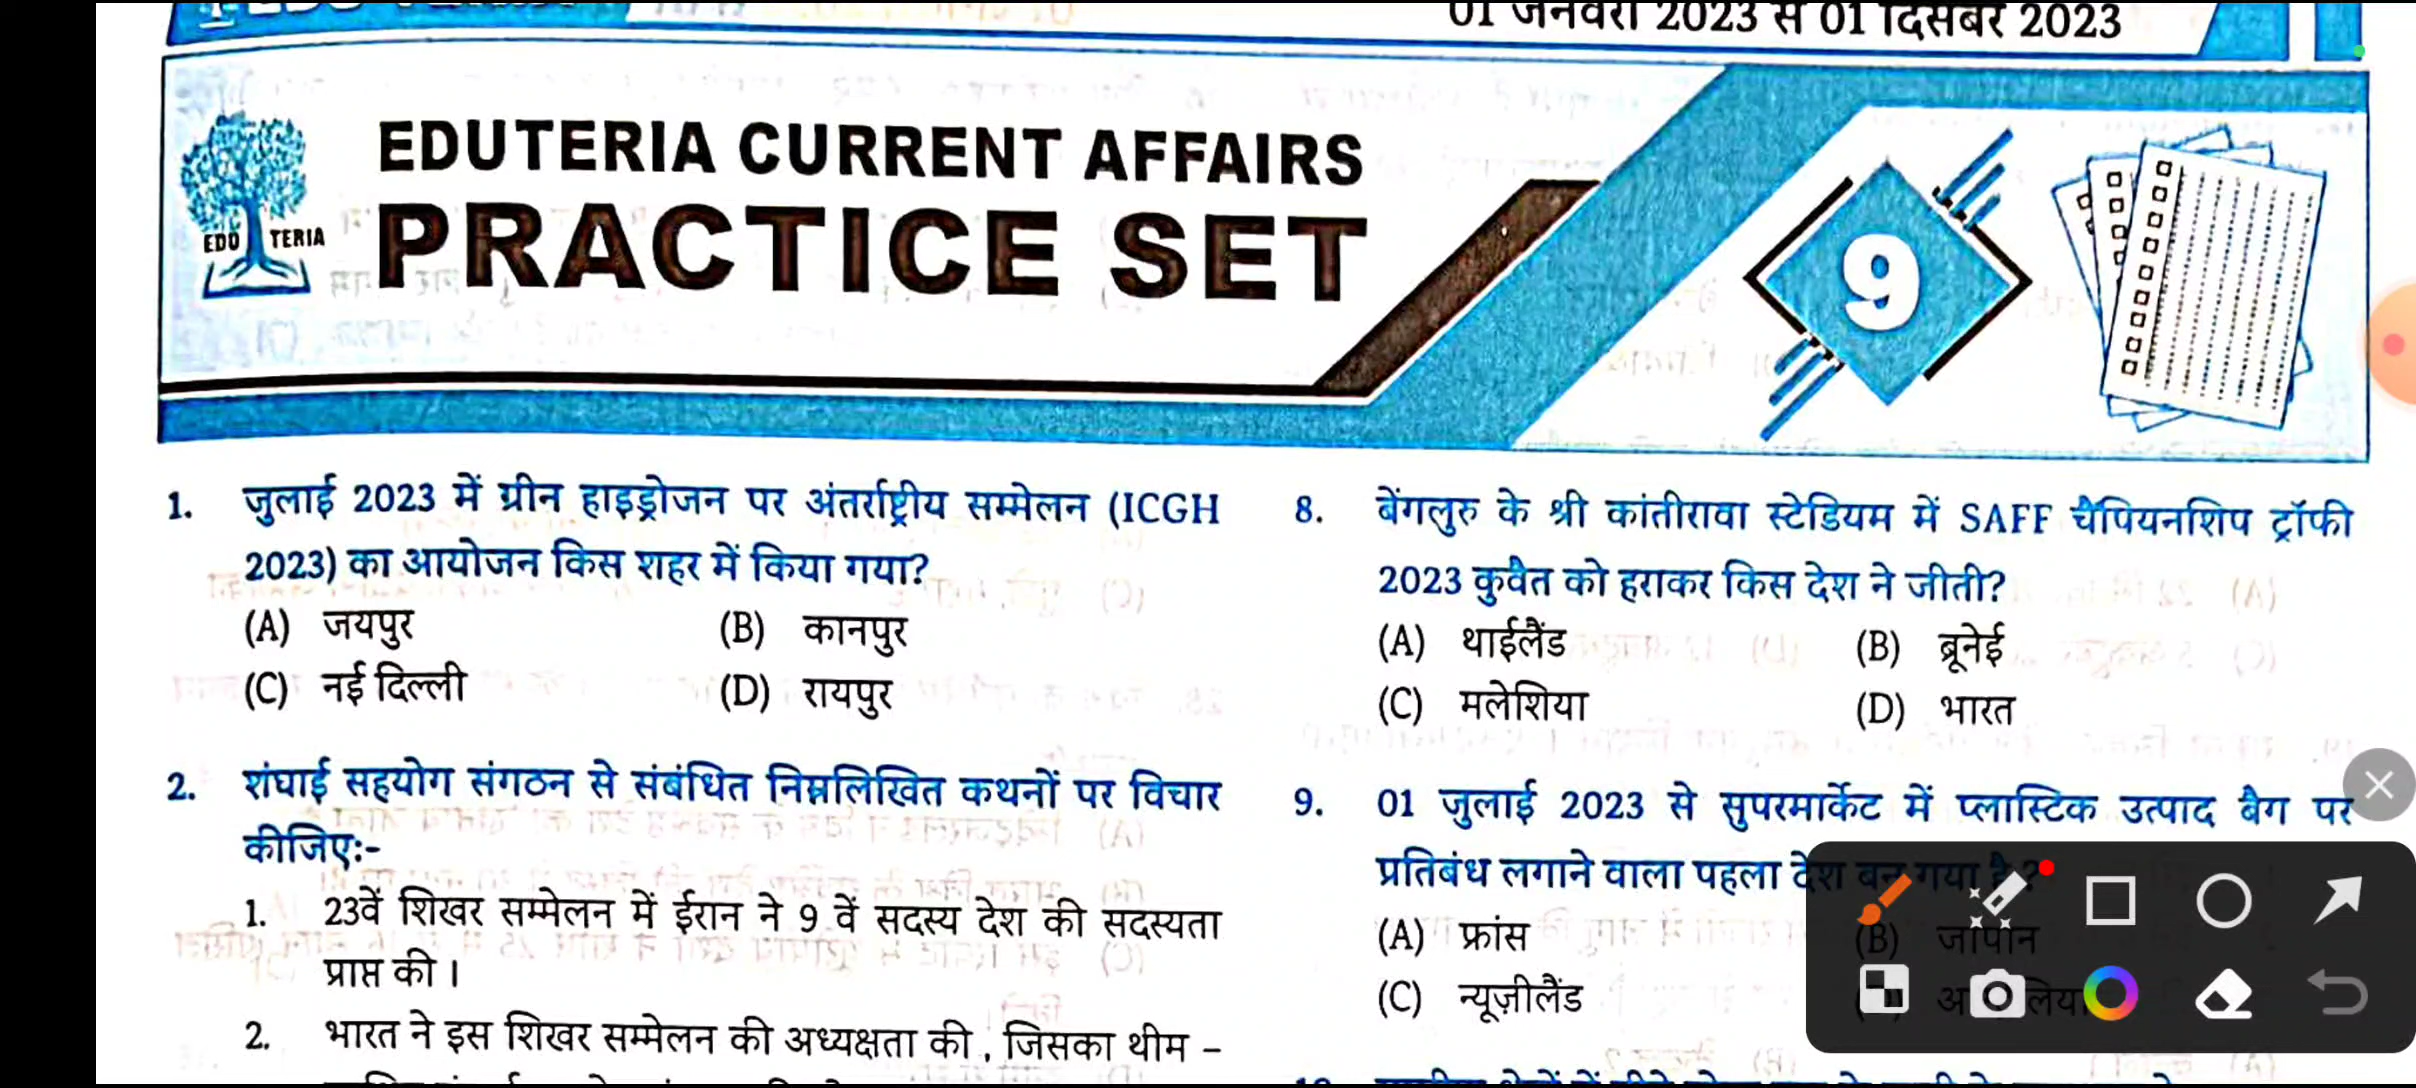 01 जनवरी 2023 से 01 दिसंबर 2023
EDUTERIA CURRENT AFFAIRS
PRACTICE SET
EDU TERIA
9
1. जुलाई 2023 में ग्रीन हाइड्रोजन पर अंतर्राष्ट्रीय सम्मेलन (ICGH
2023) का आयोजन किस शहर में किया गया?
(A) जयपुर (B) कानपुर
(C) नई दिल्ली (D) रायपुर
2. शंघाई सहयोग संगठन से संबंधित निम्नलिखित कथनों पर विचार
कीजिए:-
1. 23वें शिखर सम्मेलन में ईरान ने 9 वें सदस्य देश की सदस्यता
प्राप्त की ।
2. भारत ने इस शिखर सम्मेलन की अध्यक्षता की , जिसका थीम –
8. बेंगलुरु के श्री कांतीरावा स्टेडियम में SAFF चैंपियनशिप ट्रॉफी
2023 कुवैत को हराकर किस देश ने जीती?
(A) थाईलैंड (B) ब्रूनेई
(C) मलेशिया (D) भारत
9. 01 जुलाई 2023 से सुपरमार्केट में प्लास्टिक उत्पाद बैग पर
प्रतिबंध लगाने वाला पहला देश बन गया है?
(A) फ्रांस (B) जापान
(C) न्यूज़ीलैंड (D)